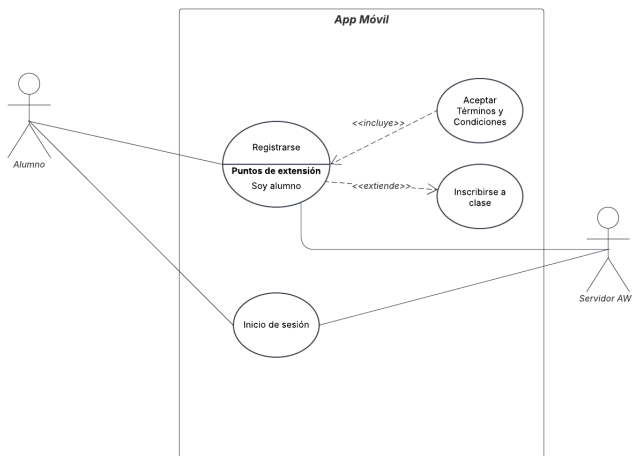 App Móvil
Aceptar
Términos y
Condiciones
<<incluye>>
Registrarse
Alumno
Puntos de extensión
Soy alumno
<<extiende>>
Inscribirse a
clase
Servidor AW
Inicio de sesión